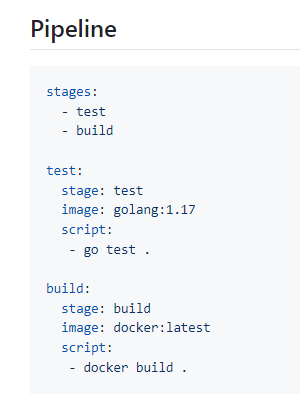 Pipeline
stages:
  - test
  - build

test:
  stage: test
  image: golang:1.17
  script:
   - go test .

build:
  stage: build
  image: docker:latest
  script:
   - docker build .